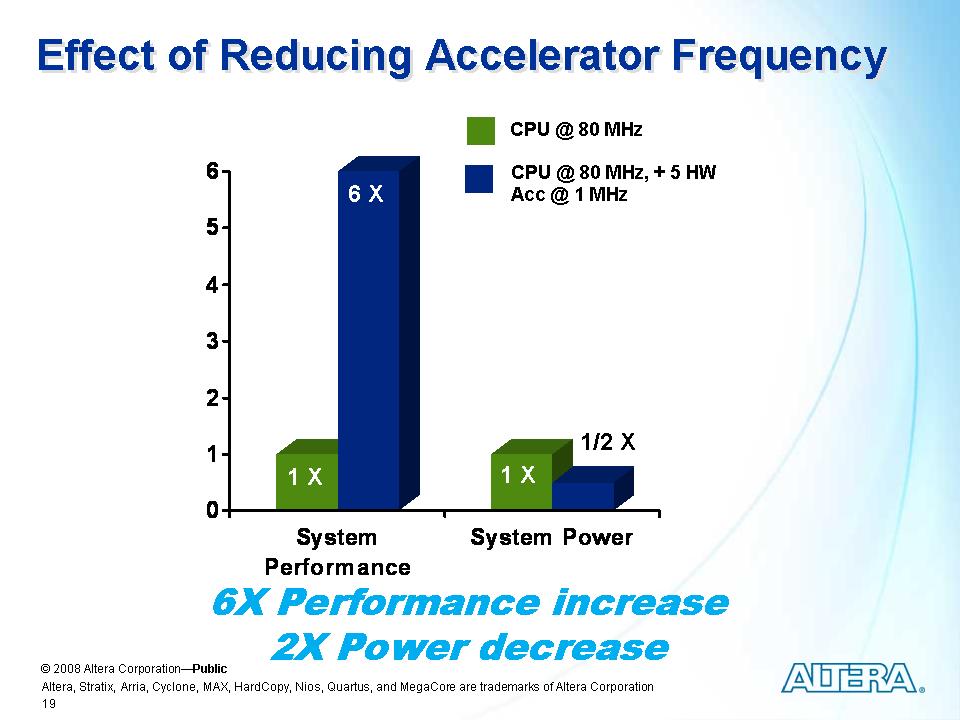 Effect of Reducing Accelerator Frequency
CPU @ 80 MHz
CPU @ 80 MHz, + 5 HW
Acc @ 1 MHz
6
5
4
3
2
1
0
6 X
1 X
1 X
1/2 X
System
Performance
System Power
6X Performance increase
2X Power decrease
© 2008 Altera Corporation—Public
Altera, Stratix, Arria, Cyclone, MAX, HardCopy, Nios, Quartus, and MegaCore are trademarks of Altera Corporation
19
ALTERA®